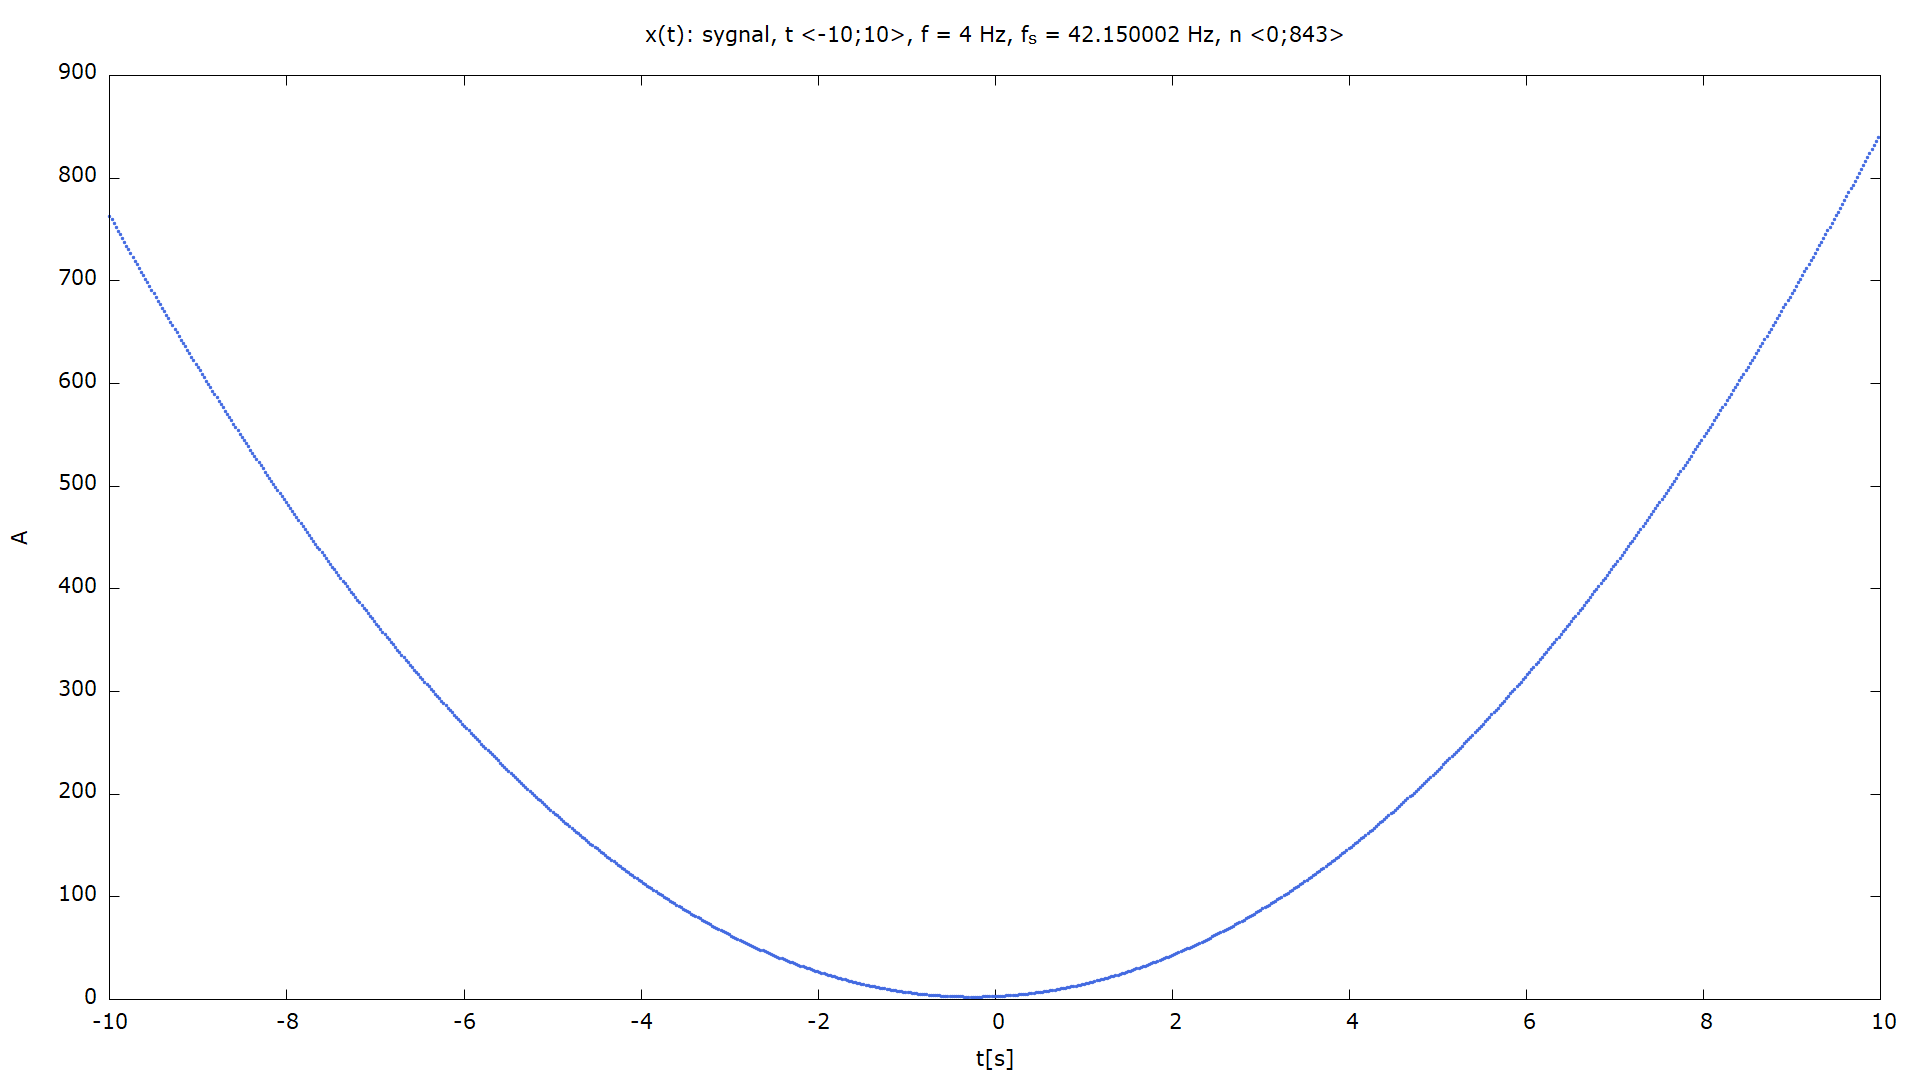 x(t): sygnal, t <-10;10>, f = 4 Hz, fₛ = 42.150002 Hz, n <0;843>
900
800
700
600
500
400
300
200
100
0
A
-10 -8 -6 -4 -2 0 2 4 6 8 10
t[s]